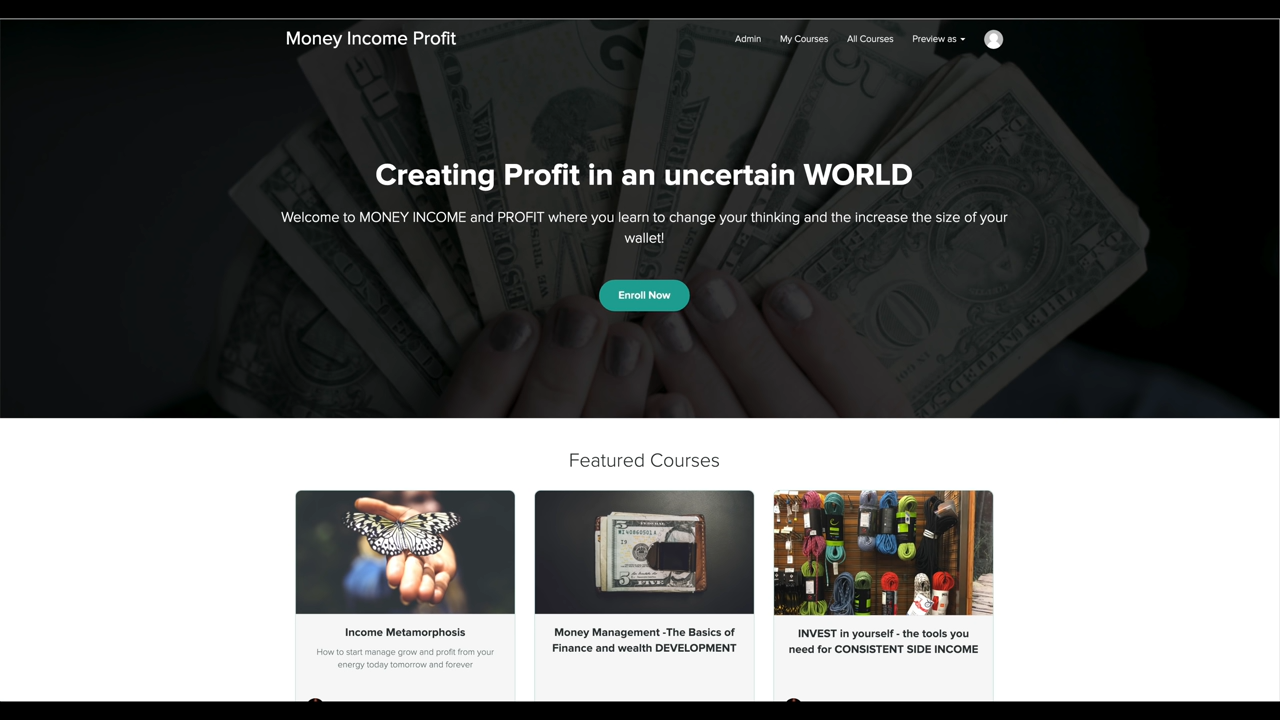 Money Income Profit
Admin
My Courses
All Courses
Preview as
Creating Profit in an uncertain WORLD
Welcome to MONEY INCOME and PROFIT where you learn to change your thinking and the increase the size of your
wallet!
Enroll Now
Featured Courses
Income Metamorphosis
How to start manage grow and profit from your
energy today tomorrow and forever
Money Management -The Basics of
Finance and wealth DEVELOPMENT
INVEST in yourself - the tools you
need for CONSISTENT SIDE INCOME